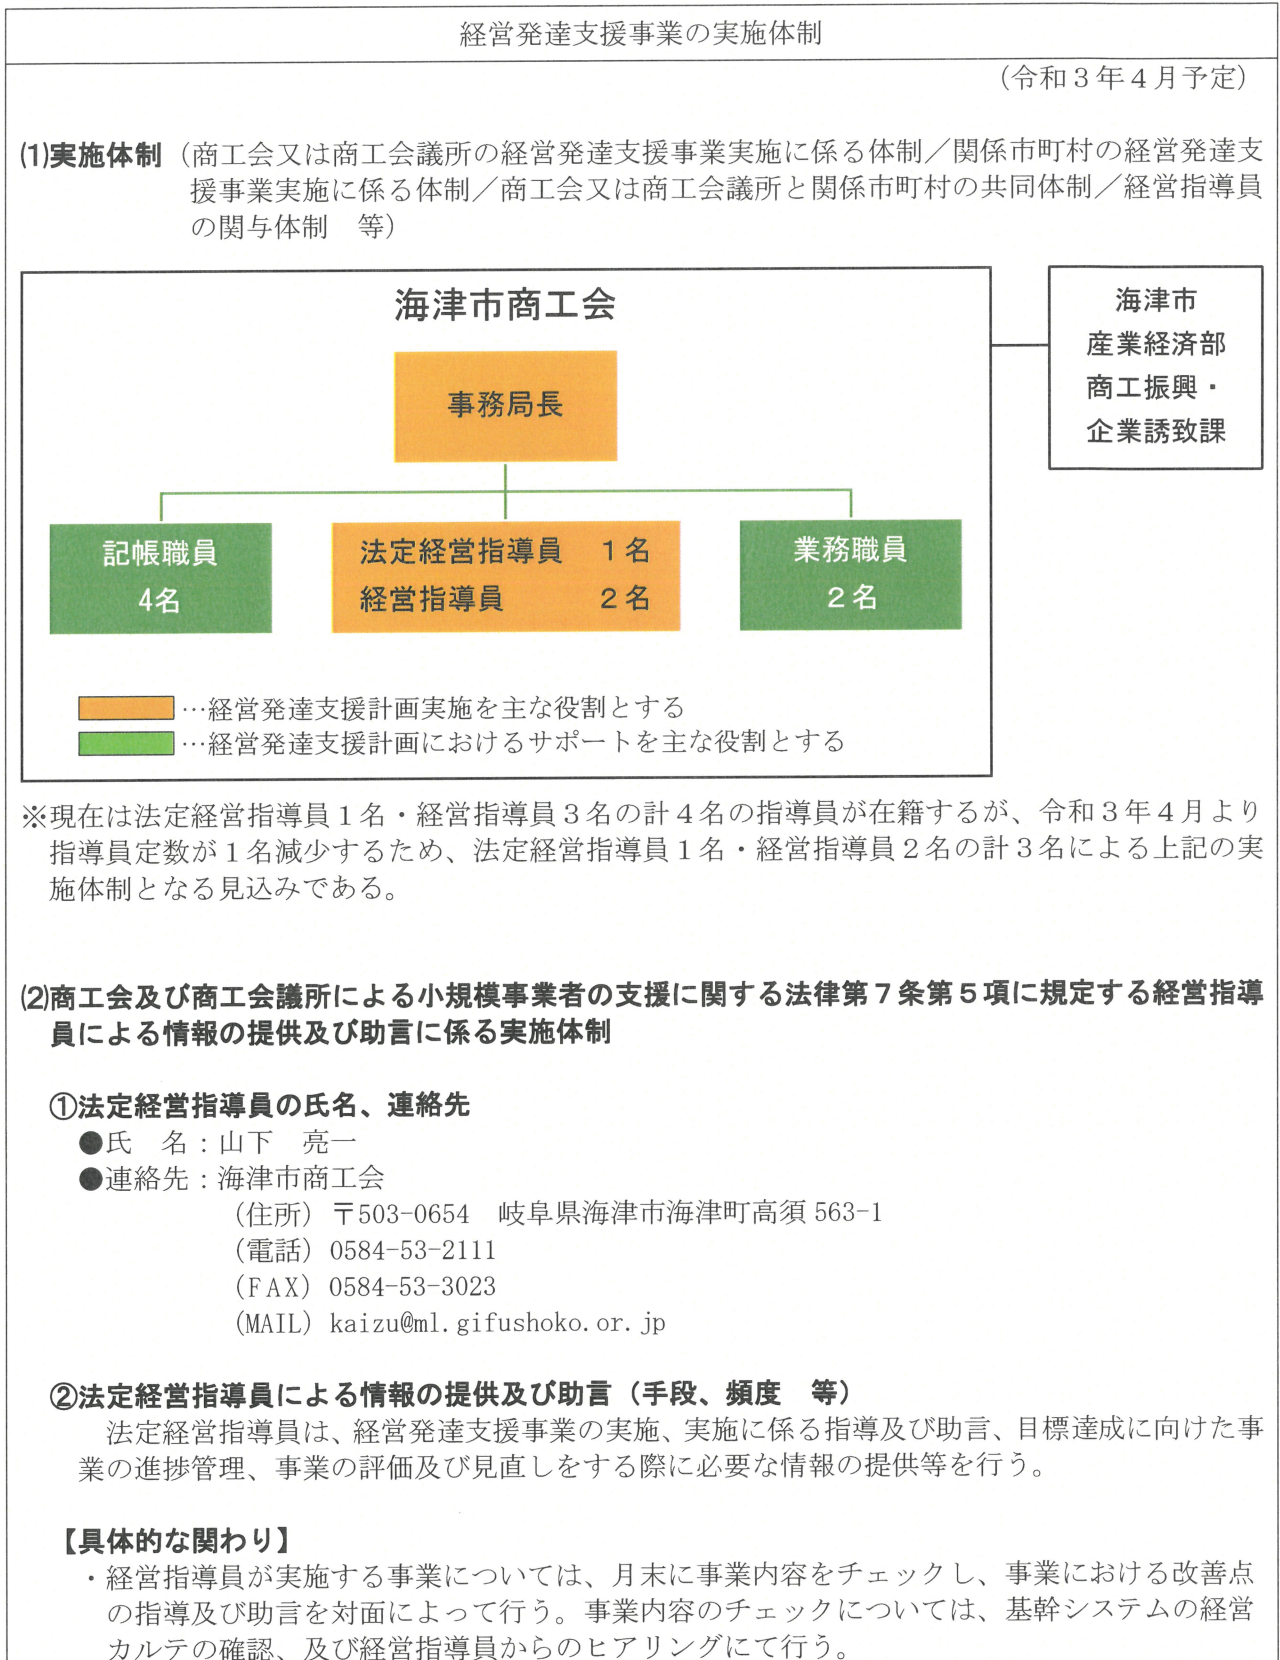 経営発達支援事業の実施体制
（令和３年４月予定）
⑴実施体制（商工会又は商工会議所の経営発達支援事業実施に係る体制／関係市町村の経営発達支
援事業実施に係る体制／商工会又は商工会議所と関係市町村の共同体制／経営指導員
の関与体制　等）
海津市商工会
事務局長
記帳職員
4名
法定経営指導員　１名
経営指導員　　　２名
業務職員
２名
海津市
産業経済部
商工振興・
企業誘致課
…経営発達支援計画実施を主な役割とする
…経営発達支援計画におけるサポートを主な役割とする
※現在は法定経営指導員１名・経営指導員３名の計４名の指導員が在籍するが、令和３年４月より
指導員定数が１名減少するため、法定経営指導員１名・経営指導員２名の計３名による上記の実
施体制となる見込みである。
⑵商工会及び商工会議所による小規模事業者の支援に関する法律第７条第５項に規定する経営指導
員による情報の提供及び助言に係る実施体制
①法定経営指導員の氏名、連絡先
●氏　名：山下　亮一
●連絡先：海津市商工会
（住所）〒503-0654　岐阜県海津市海津町高須 563-1
（電話）0584-53-2111
（FAX）0584-53-3023
（MAIL）kaizu@ml.gifushoko.or.jp
②法定経営指導員による情報の提供及び助言（手段、頻度　等）
法定経営指導員は、経営発達支援事業の実施、実施に係る指導及び助言、目標達成に向けた事
業の進捗管理、事業の評価及び見直しをする際に必要な情報の提供等を行う。
【具体的な関わり】
・経営指導員が実施する事業については、月末に事業内容をチェックし、事業における改善点
の指導及び助言を対面によって行う。事業内容のチェックについては、基幹システムの経営
カルテの確認、及び経営指導員からのヒアリングにて行う。